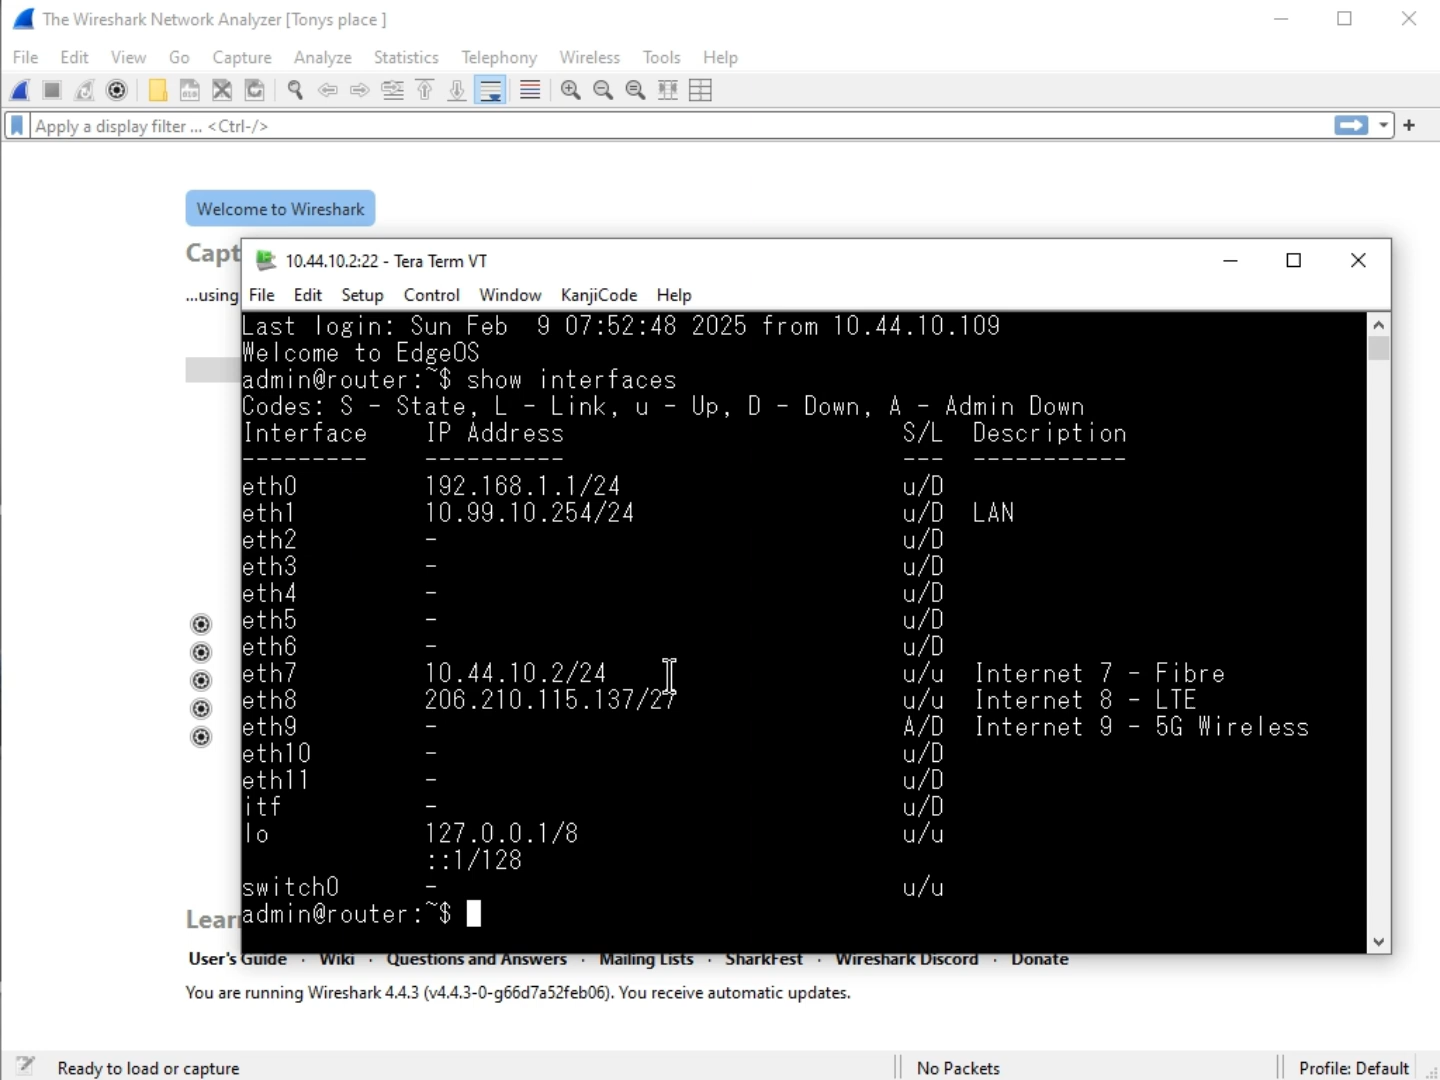 The Wireshark Network Analyzer [Tonys place ]
File Edit View Go Capture Analyze Statistics Telephony Wireless Tools Help
Apply a display filter ... <Ctrl-/>
+
Welcome to Wireshark
Capt
...using
10.44.10.2:22 - Tera Term VT
File Edit Setup Control Window KanjiCode Help
Last login: Sun Feb  9 07:52:48 2025 from 10.44.10.109
Welcome to EdgeOS
admin@router:~$ show interfaces
Codes: S - State, L - Link, u - Up, D - Down, A - Admin Down
Interface    IP Address                        S/L  Description
---------    ----------                        ---  -----------
eth0         192.168.1.1/24                    u/D
eth1         10.99.10.254/24                   u/D  LAN
eth2         -                                 u/D
eth3         -                                 u/D
eth4         -                                 u/D
eth5         -                                 u/D
eth6         -                                 u/D
eth7         10.44.10.2/24                     u/u  Internet 7 - Fibre
eth8         206.210.115.137/27                u/u  Internet 8 - LTE
eth9         -                                 A/D  Internet 9 - 5G Wireless
eth10        -                                 u/D
eth11        -                                 u/D
itf          -                                 u/D
lo           127.0.0.1/8                       u/u
             ::1/128
switch0      -                                 u/u
admin@router:~$
Lear
User's Guide · Wiki · Questions and Answers · Mailing Lists · SharkFest · Wireshark Discord · Donate
You are running Wireshark 4.4.3 (v4.4.3-0-g66d7a52feb06). You receive automatic updates.
Ready to load or capture No Packets Profile: Default